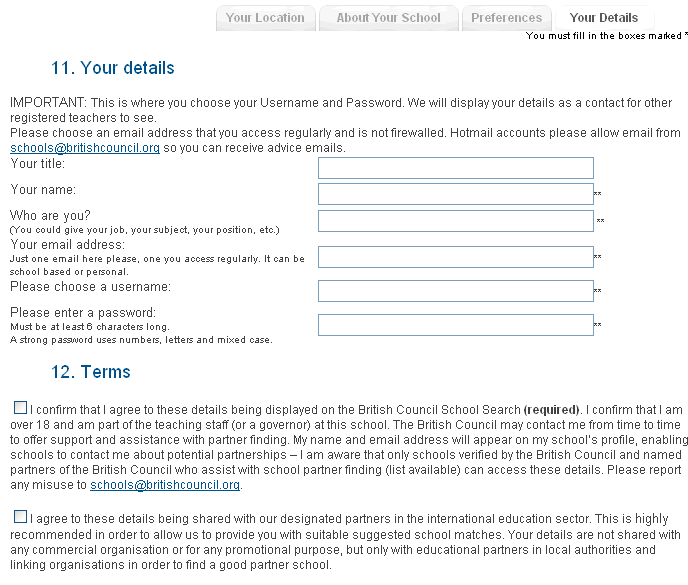 Your Location About Your School Preferences Your Details
You must fill in the boxes marked *
11. Your details
IMPORTANT: This is where you choose your Username and Password. We will display your details as a contact for other
registered teachers to see.
Please choose an email address that you access regularly and is not firewalled. Hotmail accounts please allow email from
schools@britishcouncil.org so you can receive advice emails.
Your title:
Your name:
**
Who are you?
**
(You could give your job, your subject, your position, etc.)
Your email address:
Just one email here please, one you access regularly. It can be
**
school based or personal.
Please choose a username:
**
Please enter a password:
Must be at least 6 characters long.
**
A strong password uses numbers, letters and mixed case.
12. Terms
I confirm that I agree to these details being displayed on the British Council School Search (required). I confirm that I am
over 18 and am part of the teaching staff (or a governor) at this school. The British Council may contact me from time to time
to offer support and assistance with partner finding. My name and email address will appear on my school's profile, enabling
schools to contact me about potential partnerships – I am aware that only schools verified by the British Council and named
partners of the British Council who assist with school partner finding (list available) can access these details. Please report
any misuse to schools@britishcouncil.org.
I agree to these details being shared with our designated partners in the international education sector. This is highly
recommended in order to allow us to provide you with suitable suggested school matches. Your details are not shared with
any commercial organisation or for any promotional purpose, but only with educational partners in local authorities and
linking organisations in order to find a good partner school.